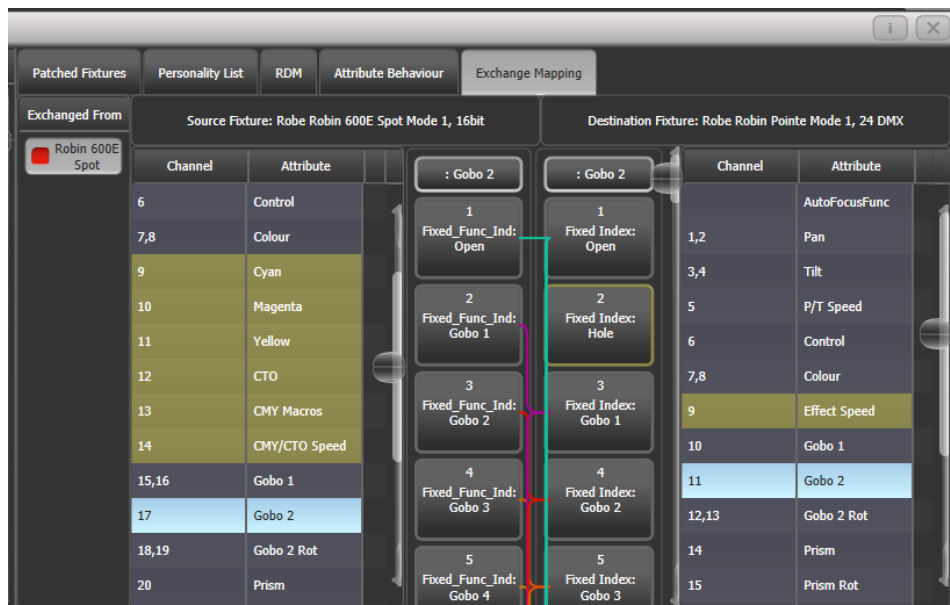 i X
Patched Fixtures Personality List RDM Attribute Behaviour Exchange Mapping
Exchanged From
Source Fixture: Robe Robin 600E Spot Mode 1, 16bit
Destination Fixture: Robe Robin Pointe Mode 1, 24 DMX
Robin 600E
Spot
Channel Attribute
6 Control
7,8 Colour
9 Cyan
10 Magenta
11 Yellow
12 CTO
13 CMY Macros
14 CMY/CTO Speed
15,16 Gobo 1
17 Gobo 2
18,19 Gobo 2 Rot
20 Prism
: Gobo 2
1
Fixed_Func_Ind:
Open
2
Fixed_Func_Ind:
Gobo 1
3
Fixed_Func_Ind:
Gobo 2
4
Fixed_Func_Ind:
Gobo 3
5
Fixed_Func_Ind:
Gobo 4
: Gobo 2
1
Fixed Index:
Open
2
Fixed Index:
Hole
3
Fixed Index:
Gobo 1
4
Fixed Index:
Gobo 2
5
Fixed Index:
Gobo 3
Channel Attribute
AutoFocusFunc
1,2 Pan
3,4 Tilt
5 P/T Speed
6 Control
7,8 Colour
9 Effect Speed
10 Gobo 1
11 Gobo 2
12,13 Gobo 2 Rot
14 Prism
15 Prism Rot